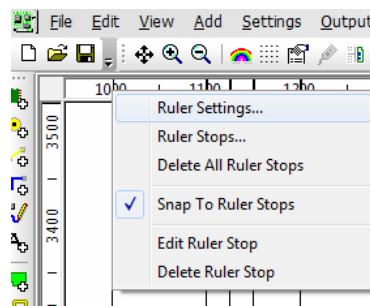 File Edit View Add Settings Output
1000 1100 1200
Ruler Settings...
3500
Ruler Stops...
Delete All Ruler Stops
Snap To Ruler Stops
3400
Edit Ruler Stop
Delete Ruler Stop